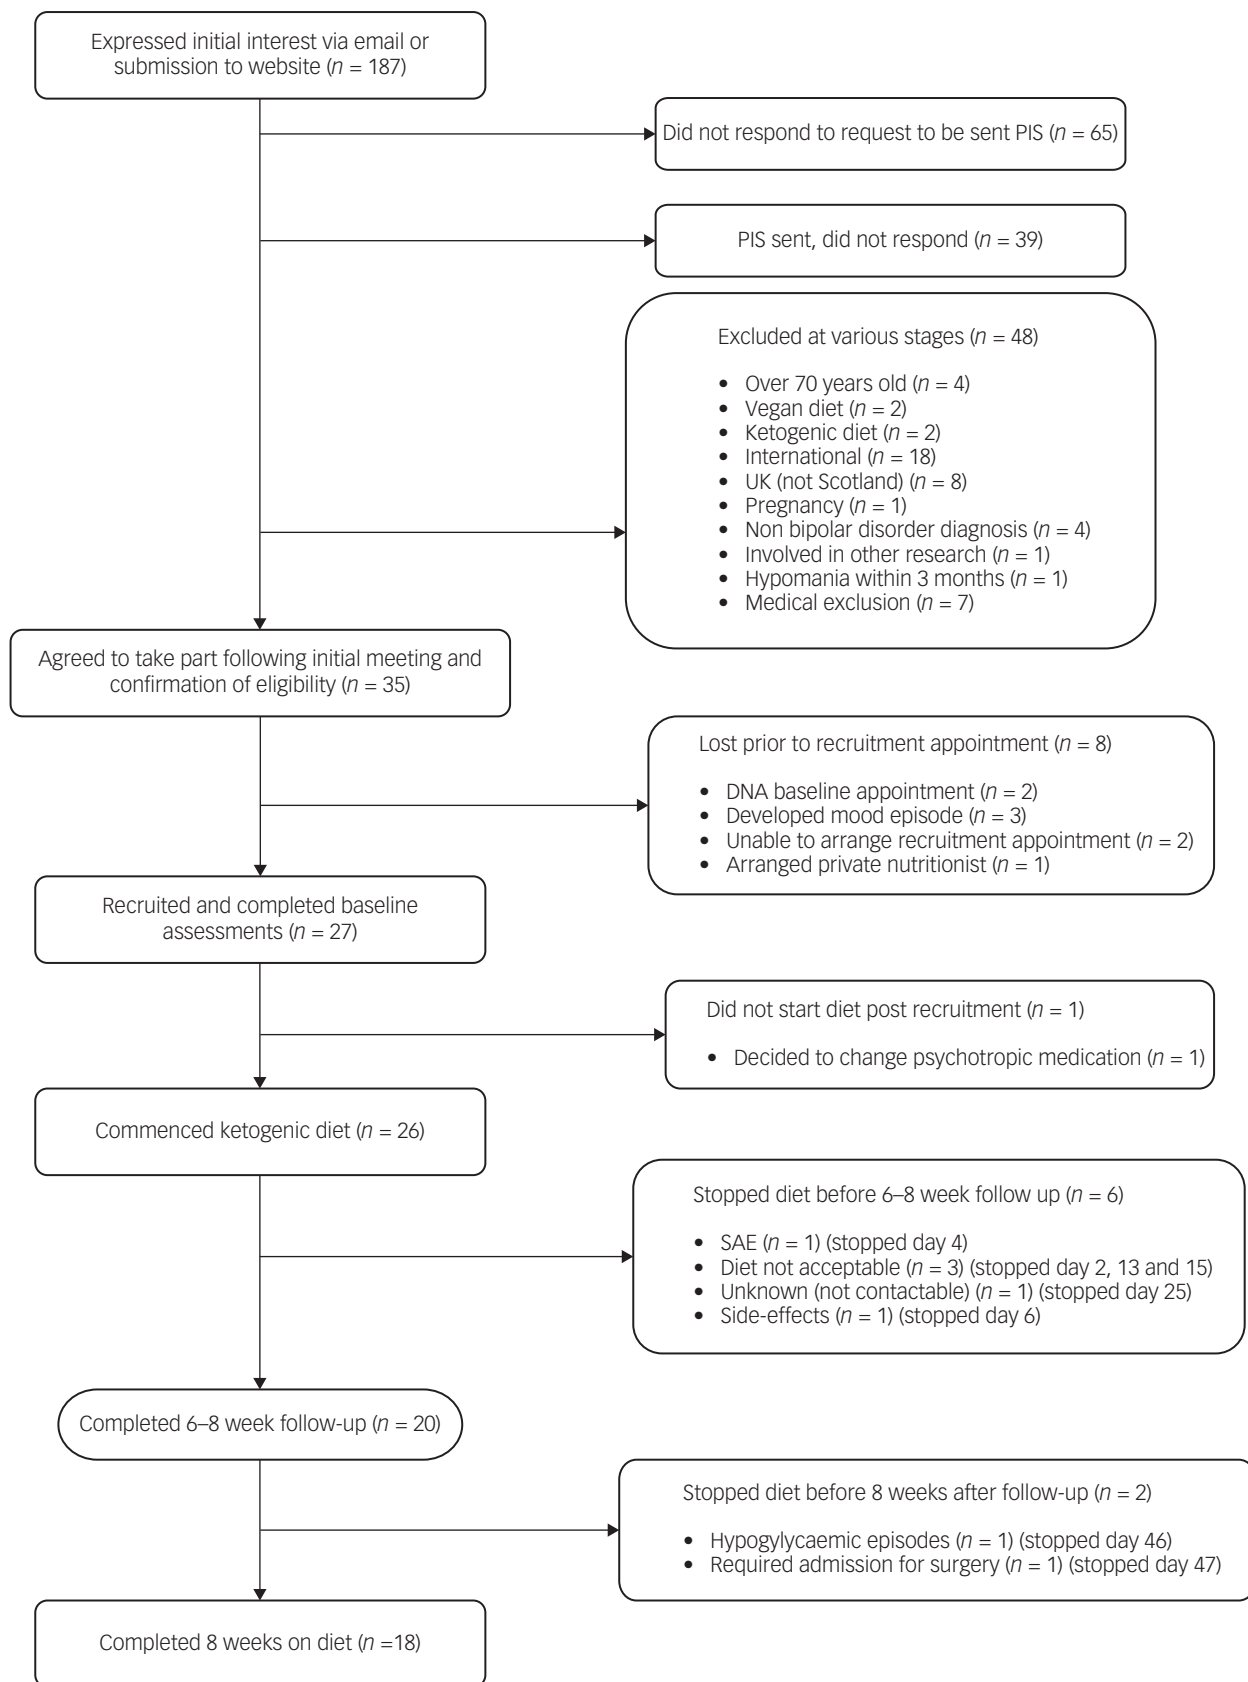 Expressed initial interest via email or
submission to website (n = 187)
Did not respond to request to be sent PIS (n = 65)
PIS sent, did not respond (n = 39)
Excluded at various stages (n = 48)
• Over 70 years old (n = 4)
• Vegan diet (n = 2)
• Ketogenic diet (n = 2)
• International (n = 18)
• UK (not Scotland) (n = 8)
• Pregnancy (n = 1)
• Non bipolar disorder diagnosis (n = 4)
• Involved in other research (n = 1)
• Hypomania within 3 months (n = 1)
• Medical exclusion (n = 7)
Agreed to take part following initial meeting and
confirmation of eligibility (n = 35)
Lost prior to recruitment appointment (n = 8)
• DNA baseline appointment (n = 2)
• Developed mood episode (n = 3)
• Unable to arrange recruitment appointment (n = 2)
• Arranged private nutritionist (n = 1)
Recruited and completed baseline
assessments (n = 27)
Did not start diet post recruitment (n = 1)
• Decided to change psychotropic medication (n = 1)
Commenced ketogenic diet (n = 26)
Stopped diet before 6–8 week follow up (n = 6)
• SAE (n = 1) (stopped day 4)
• Diet not acceptable (n = 3) (stopped day 2, 13 and 15)
• Unknown (not contactable) (n = 1) (stopped day 25)
• Side-effects (n = 1) (stopped day 6)
Completed 6–8 week follow-up (n = 20)
Stopped diet before 8 weeks after follow-up (n = 2)
• Hypogylycaemic episodes (n = 1) (stopped day 46)
• Required admission for surgery (n = 1) (stopped day 47)
Completed 8 weeks on diet (n =18)